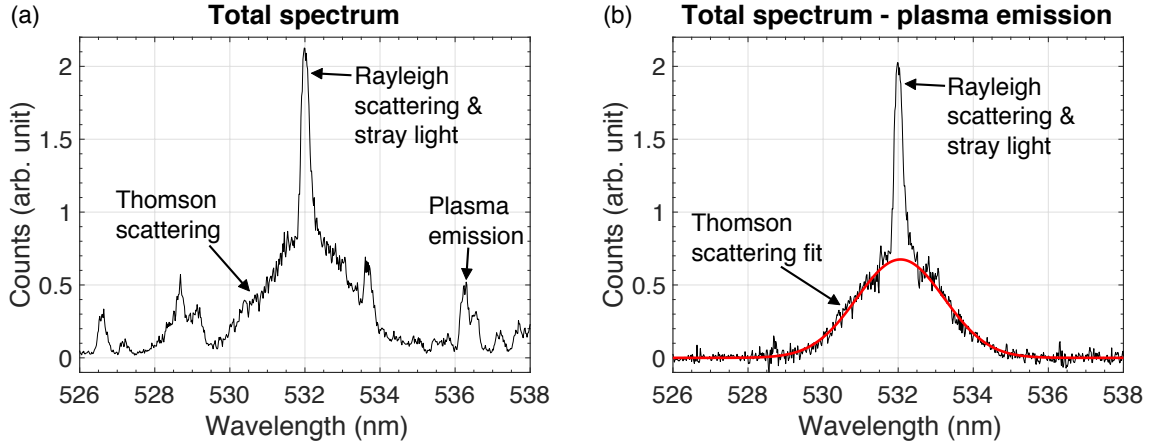 (a)
Total spectrum
Counts (arb. unit)
2
1.5
1
0.5
0
Rayleigh
scattering &
stray light
Thomson
scattering
Plasma
emission
526 528 530 532 534 536 538
Wavelength (nm)
(b)
Total spectrum - plasma emission
Counts (arb. unit)
2
1.5
1
0.5
0
Rayleigh
scattering &
stray light
Thomson
scattering fit
526 528 530 532 534 536 538
Wavelength (nm)